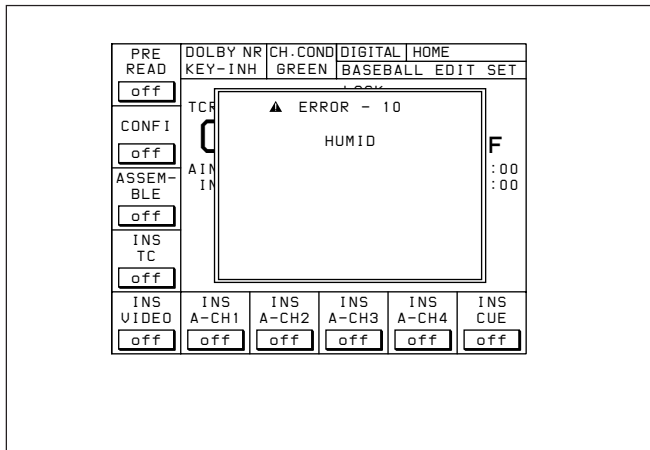 PRE READ
off
DOLBY NR CH.COND DIGITAL HOME
KEY-INH GREEN BASEBALL EDIT SET
TCR
⚠ ERROR - 10
HUMID
CONFI
off
F
AIN :00
IN :00
ASSEM-
BLE
off
INS
TC
off
INS VIDEO
off
INS A-CH1
off
INS A-CH2
off
INS A-CH3
off
INS A-CH4
off
INS CUE
off